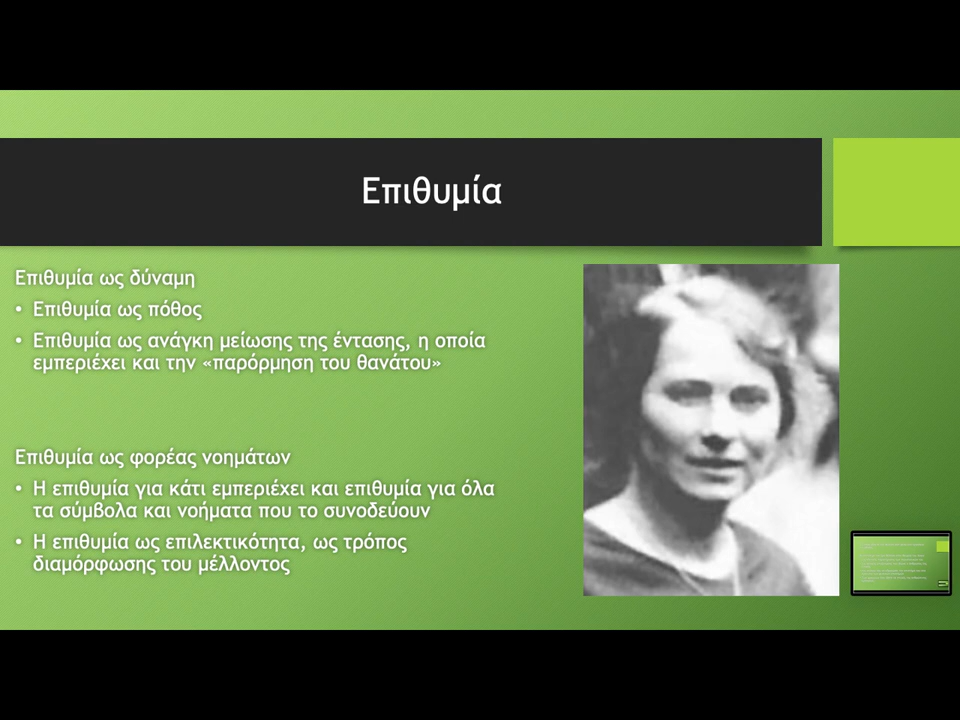 Επιθυμία
Επιθυμία ως δύναμη
• Επιθυμία ως πόθος
• Επιθυμία ως ανάγκη μείωσης της έντασης, η οποία
εμπεριέχει και την «παρόρμηση του θανάτου»
Επιθυμία ως φορέας νοημάτων
• Η επιθυμία για κάτι εμπεριέχει και επιθυμία για όλα
τα σύμβολα και νοήματα που το συνοδεύουν
• Η επιθυμία ως επιλεκτικότητα, ως τρόπος
διαμόρφωσης του μέλλοντος